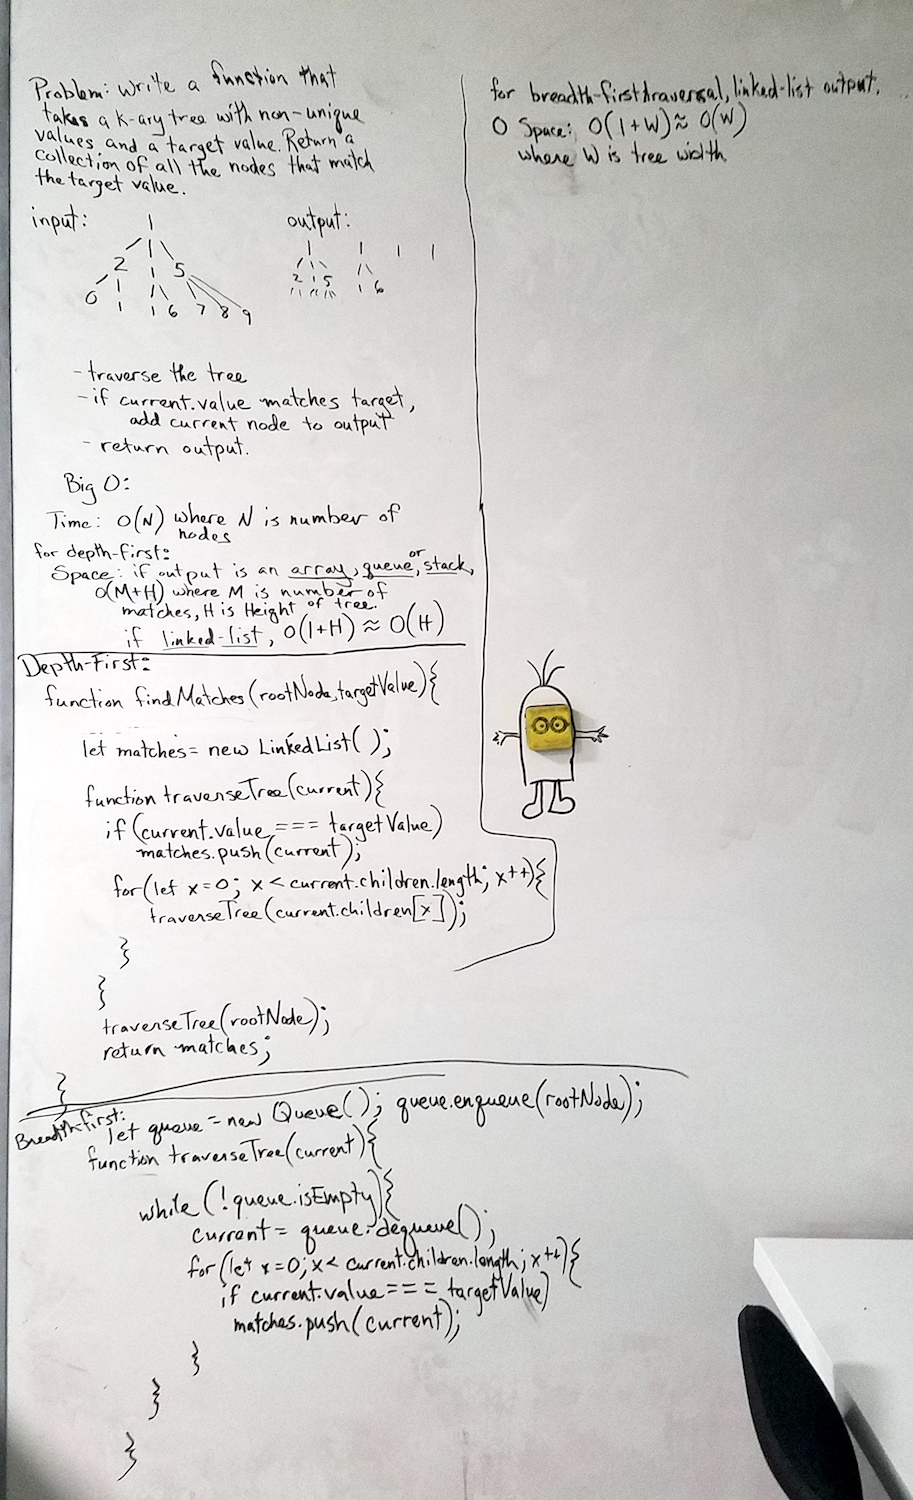 Problem: Write a function that
takes a K-ary tree with non-unique
values and a target value. Return a
collection of all the nodes that match
the target value.
input:
1
2 1 5
0 1 1 6 7 8 9
output:
1 1 1 1
2 1 5 1 6
- traverse the tree
- if current.value matches target,
add current node to output
- return output.
Big O:
Time: O(N) where N is number of
nodes
for depth-first:
Space: if output is an array, queue, or stack,
O(M+H) where M is number of
matches, H is Height of tree.
if linked-list, O(1+H) ≈ O(H)
Depth-First:
function findMatches(rootNode, targetValue){
let matches = new LinkedList();
function traverseTree(current){
if (current.value === targetValue)
matches.push(current);
for(let x=0; x < current.children.length; x++){
traverseTree(current.children[x]);
}
}
traverseTree(rootNode);
return matches;
}
Breadth-first:
let queue = new Queue(); queue.enqueue(rootNode);
function traverseTree(current){
while (!queue.isEmpty){
current = queue.dequeue();
for(let x=0; x < current.children.length; x++){
if current.value === targetValue)
matches.push(current);
}
}
}
for breadth-first traversal, linked-list output,
O Space: O(1+W) ≈ O(W)
where W is tree width